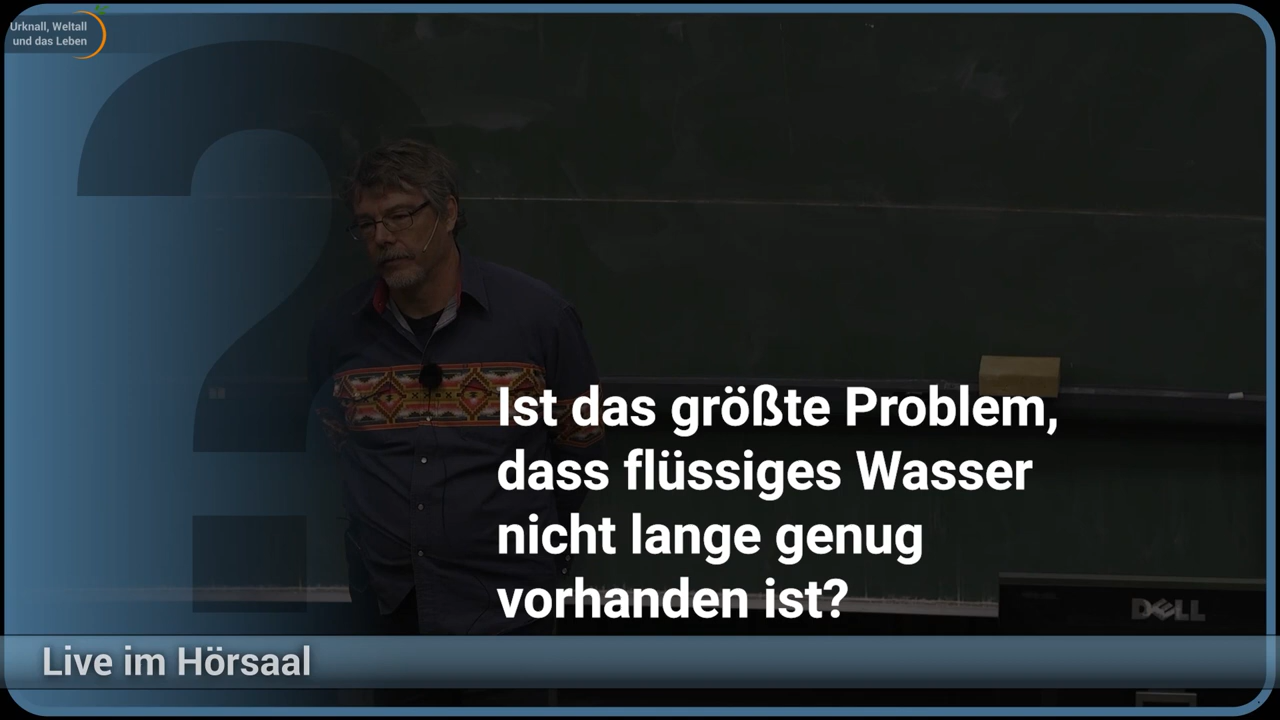 Urknall, Weltall
und das Leben
Ist das größte Problem,
dass flüssiges Wasser
nicht lange genug
vorhanden ist?
DELL
Live im Hörsaal